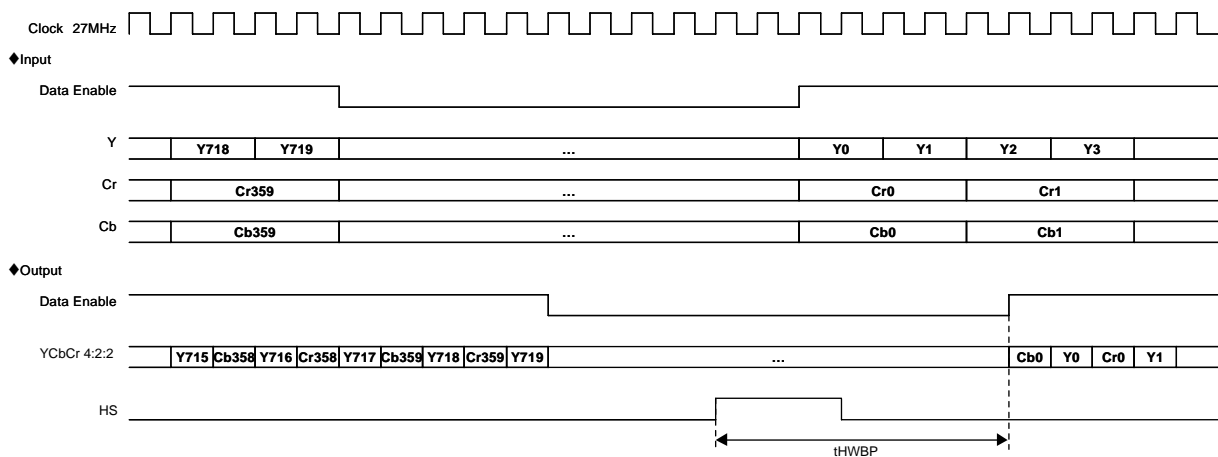 Clock 27MHz
♦Input
Data Enable
Y Y718 Y719 ... Y0 Y1 Y2 Y3
Cr Cr359 ... Cr0 Cr1
Cb Cb359 ... Cb0 Cb1
♦Output
Data Enable
YCbCr 4:2:2 Y715 Cb358 Y716 Cr358 Y717 Cb359 Y718 Cr359 Y719 ... Cb0 Y0 Cr0 Y1
HS
tHWBP